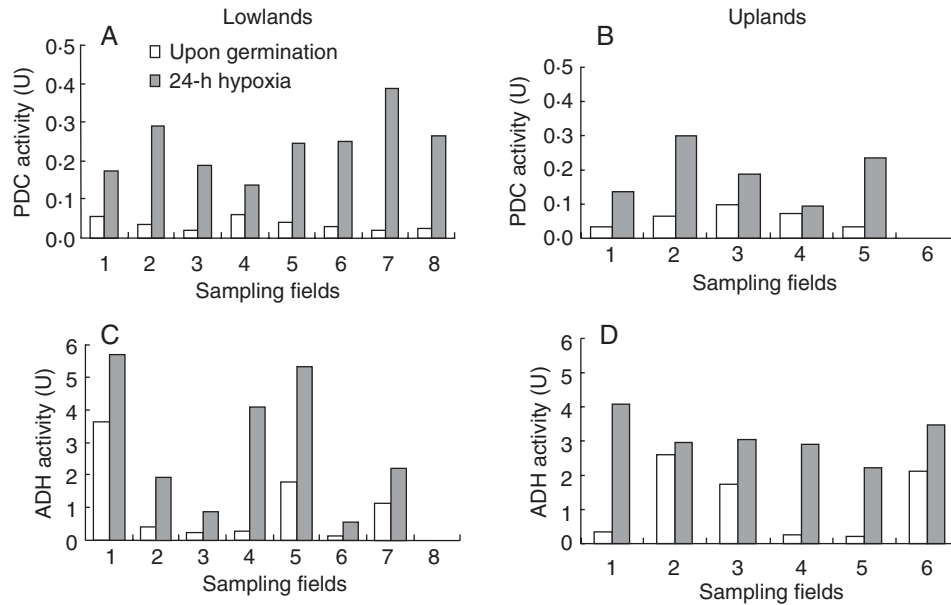 Lowlands
Uplands
A
B
Upon germination
24-h hypoxia
PDC activity (U)
0·5
0·4
0·3
0·2
0·1
0·0
1 2 3 4 5 6 7 8
Sampling fields
PDC activity (U)
0·5
0·4
0·3
0·2
0·1
0·0
1 2 3 4 5 6
Sampling fields
C
D
ADH activity (U)
6
5
4
3
2
1
0
1 2 3 4 5 6 7 8
Sampling fields
ADH activity (U)
6
5
4
3
2
1
0
1 2 3 4 5 6
Sampling fields